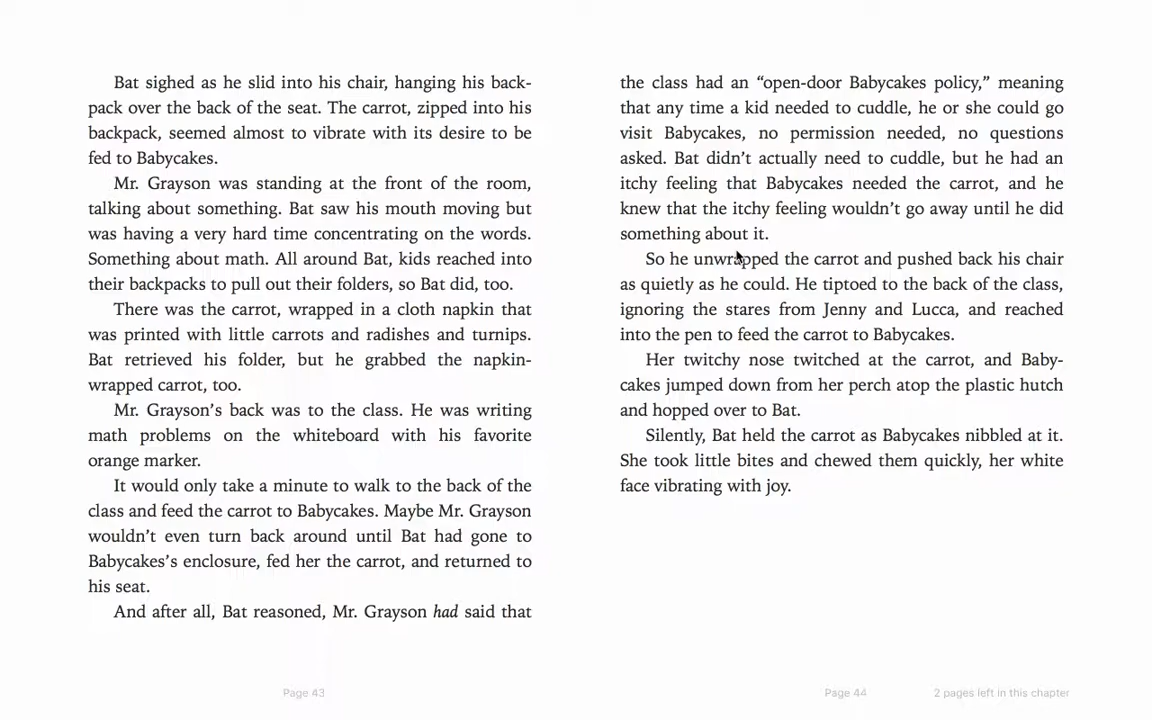 Bat sighed as he slid into his chair, hanging his back-
pack over the back of the seat. The carrot, zipped into his
backpack, seemed almost to vibrate with its desire to be
fed to Babycakes.
Mr. Grayson was standing at the front of the room,
talking about something. Bat saw his mouth moving but
was having a very hard time concentrating on the words.
Something about math. All around Bat, kids reached into
their backpacks to pull out their folders, so Bat did, too.
There was the carrot, wrapped in a cloth napkin that
was printed with little carrots and radishes and turnips.
Bat retrieved his folder, but he grabbed the napkin-
wrapped carrot, too.
Mr. Grayson’s back was to the class. He was writing
math problems on the whiteboard with his favorite
orange marker.
It would only take a minute to walk to the back of the
class and feed the carrot to Babycakes. Maybe Mr. Grayson
wouldn’t even turn back around until Bat had gone to
Babycakes’s enclosure, fed her the carrot, and returned to
his seat.
And after all, Bat reasoned, Mr. Grayson had said that
Page 43
the class had an “open-door Babycakes policy,” meaning
that any time a kid needed to cuddle, he or she could go
visit Babycakes, no permission needed, no questions
asked. Bat didn’t actually need to cuddle, but he had an
itchy feeling that Babycakes needed the carrot, and he
knew that the itchy feeling wouldn’t go away until he did
something about it.
So he unwrapped the carrot and pushed back his chair
as quietly as he could. He tiptoed to the back of the class,
ignoring the stares from Jenny and Lucca, and reached
into the pen to feed the carrot to Babycakes.
Her twitchy nose twitched at the carrot, and Baby-
cakes jumped down from her perch atop the plastic hutch
and hopped over to Bat.
Silently, Bat held the carrot as Babycakes nibbled at it.
She took little bites and chewed them quickly, her white
face vibrating with joy.
Page 44
2 pages left in this chapter